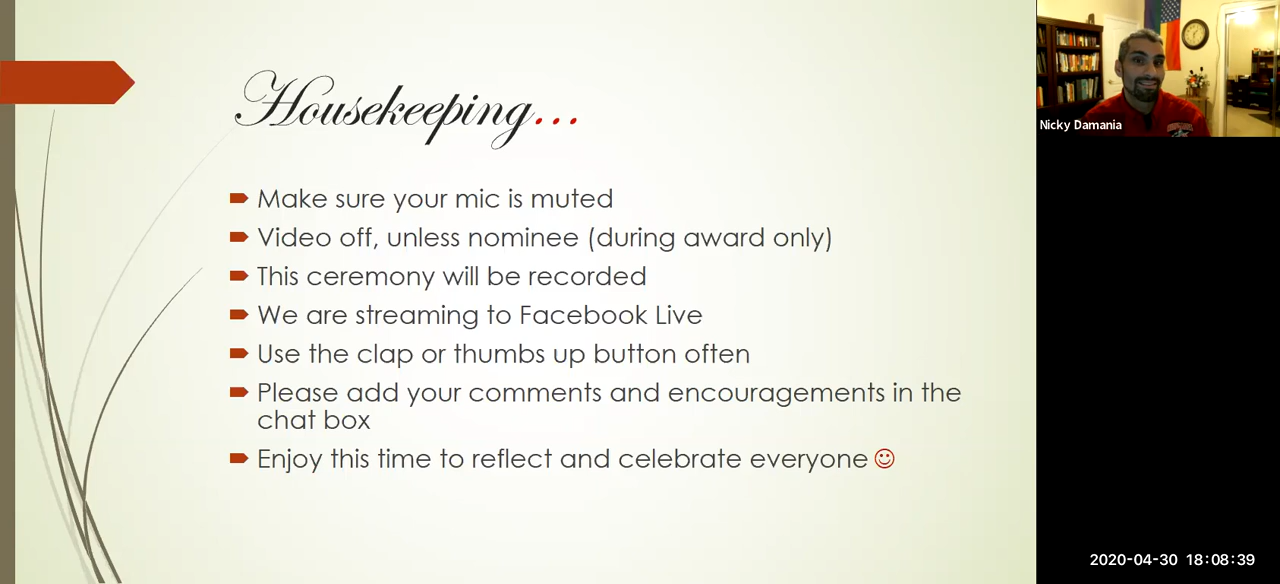 Housekeeping...
Make sure your mic is muted
Video off, unless nominee (during award only)
This ceremony will be recorded
We are streaming to Facebook Live
Use the clap or thumbs up button often
Please add your comments and encouragements in the
chat box
Enjoy this time to reflect and celebrate everyone ☺
Nicky Damania
2020-04-30 18:08:39